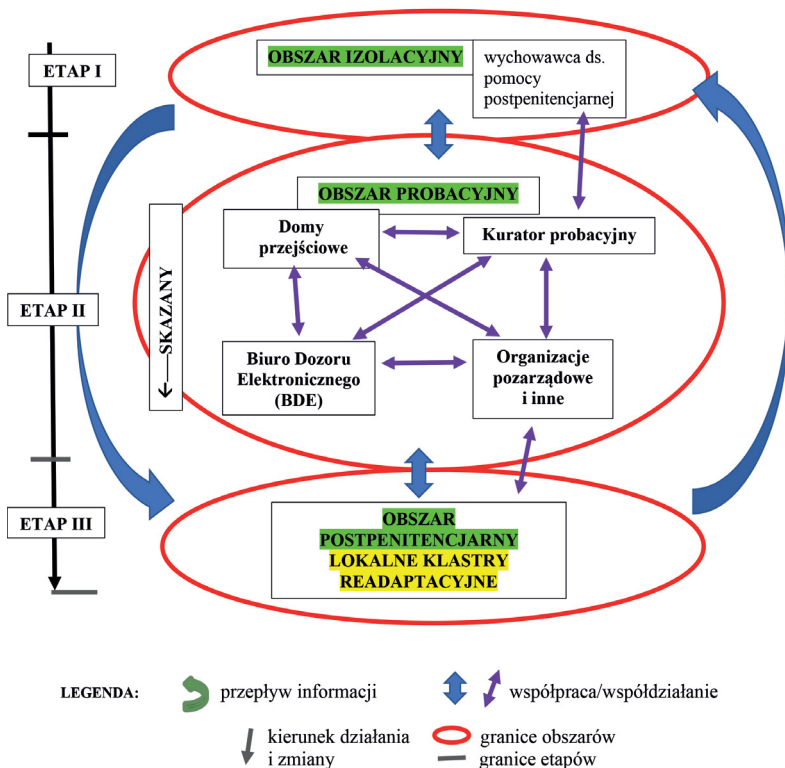 ETAP I
OBSZAR IZOLACYJNY
wychowawca ds.
pomocy
postpenitencjarnej
OBSZAR PROBACYJNY
Domy
przejściowe
Kurator probacyjny
ETAP II
←—SKAZANY
Biuro Dozoru
Elektronicznego
(BDE)
Organizacje
pozarządowe
i inne
ETAP III
OBSZAR
POSTPENITENCJARNY
LOKALNE KLASTRY
READAPTACYJNE
LEGENDA:
przepływ informacji
współpraca/współdziałanie
kierunek działania
i zmiany
granice obszarów
granice etapów